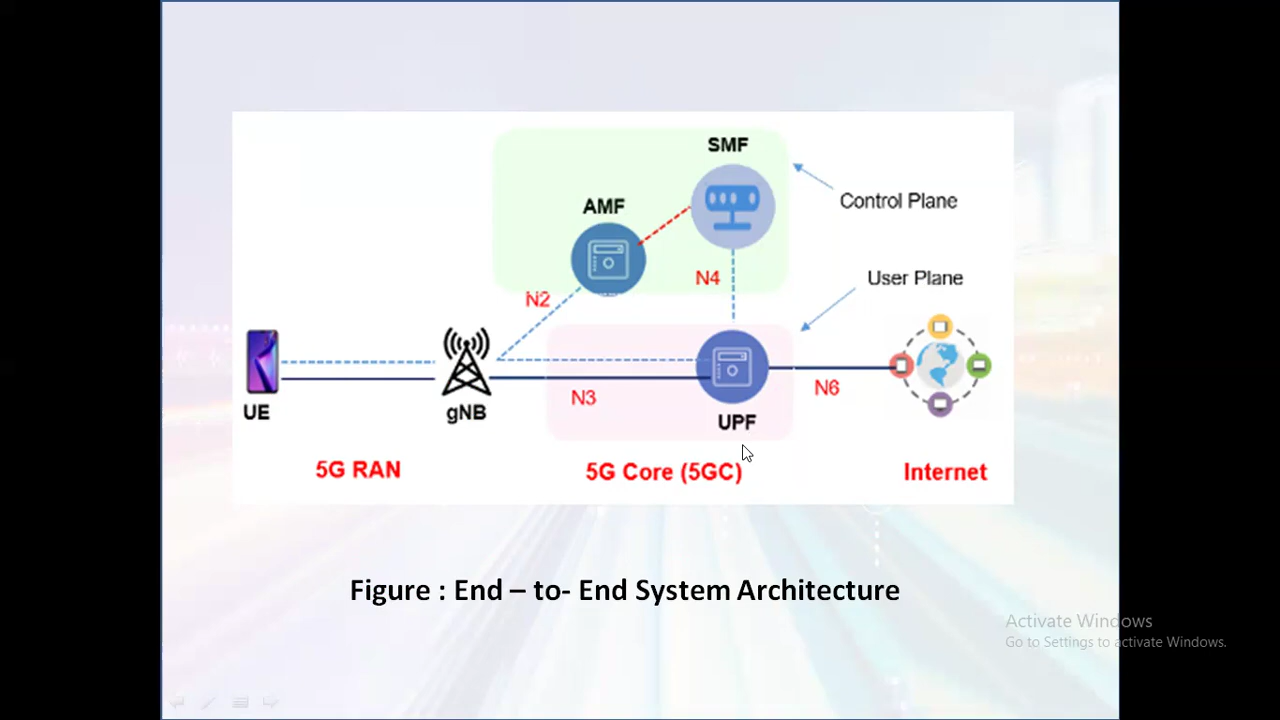 SMF
Control Plane
AMF
N4
User Plane
N2
UE
gNB
N3
UPF
N6
5G RAN
5G Core (5GC)
Internet
Figure : End – to- End System Architecture
Activate Windows
Go to Settings to activate Windows.